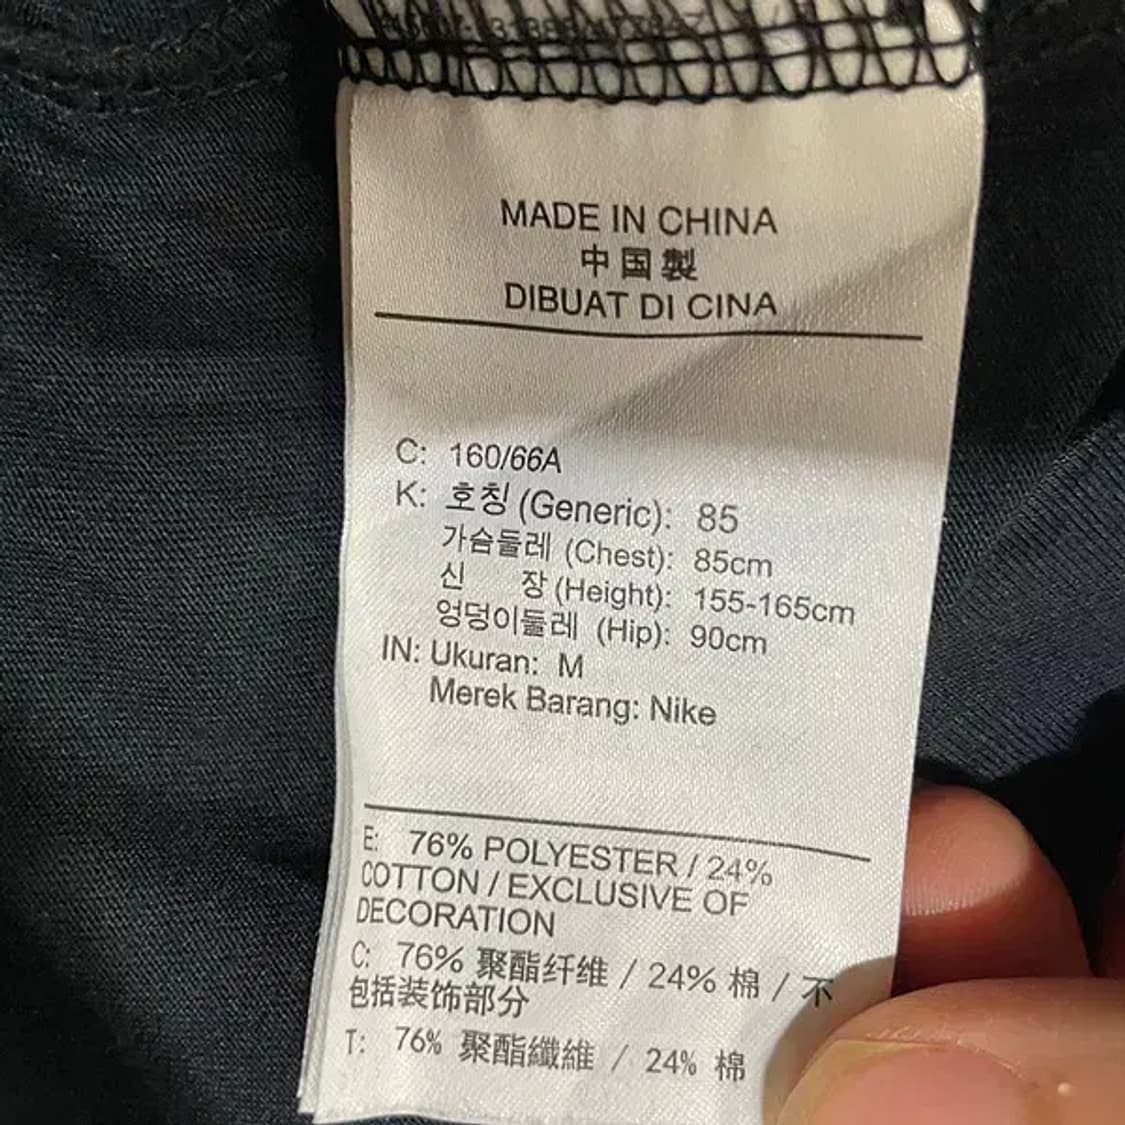 MADE IN CHINA
中国製
DIBUAT DI CINA
C: 160/66A
K: 호칭 (Generic): 85
가슴둘레 (Chest): 85cm
신 장 (Height): 155-165cm
엉덩이둘레 (Hip): 90cm
IN: Ukuran: M
Merek Barang: Nike
E: 76% POLYESTER / 24%
COTTON / EXCLUSIVE OF
DECORATION
C: 76% 聚酯纤维 / 24% 棉 / 不
包括装饰部分
T: 76% 聚酯纖維 / 24% 棉